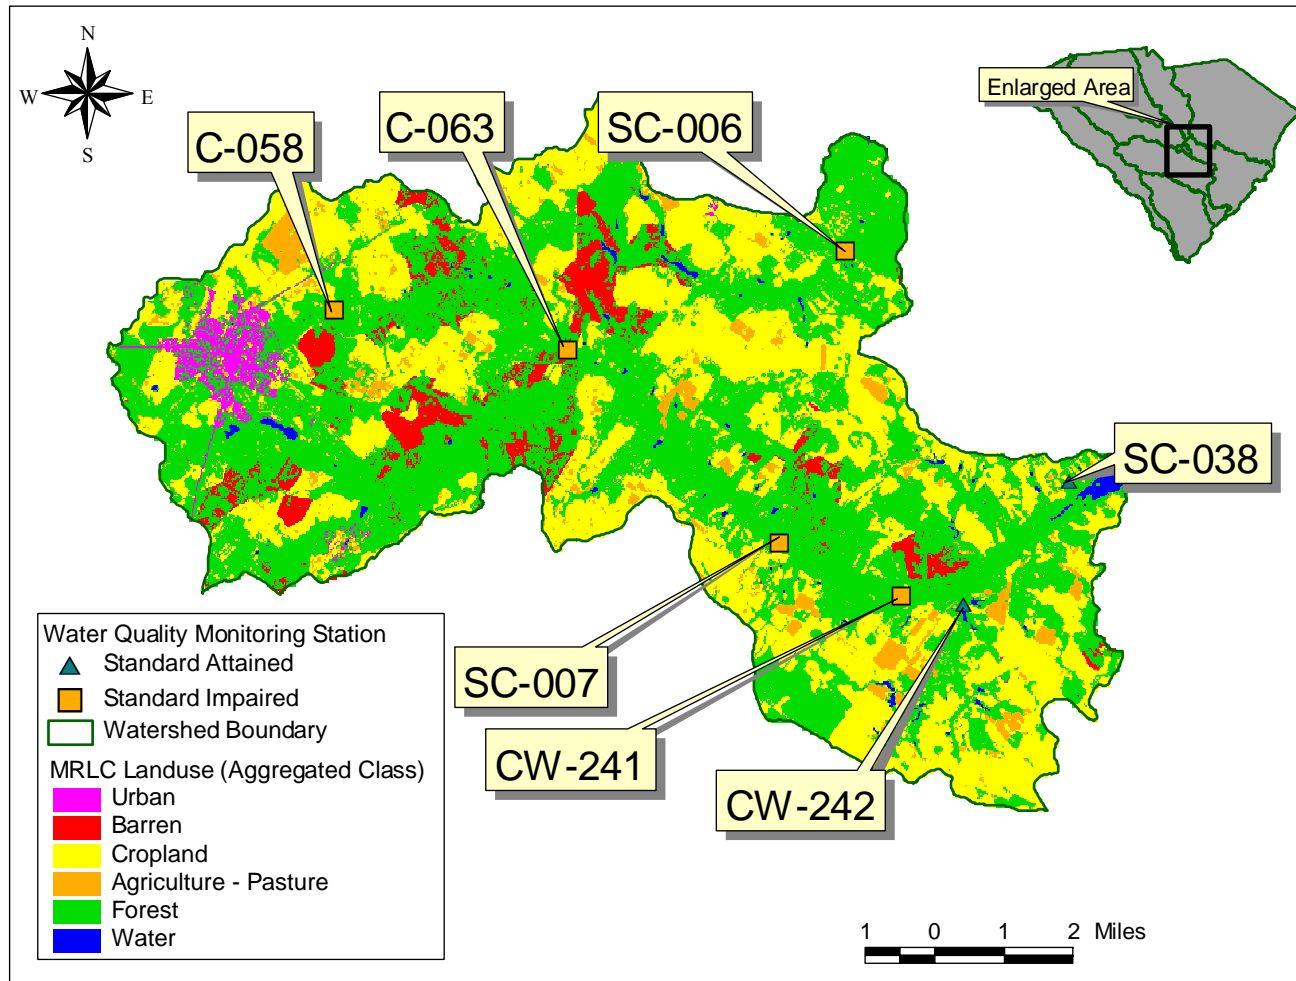 N
W
E
S
Enlarged Area
C-058
C-063
SC-006
SC-038
SC-007
CW-241
CW-242
Water Quality Monitoring Station
Standard Attained
Standard Impaired
Watershed Boundary
MRLC Landuse (Aggregated Class)
Urban
Barren
Cropland
Agriculture - Pasture
Forest
Water
1 0 1 2 Miles